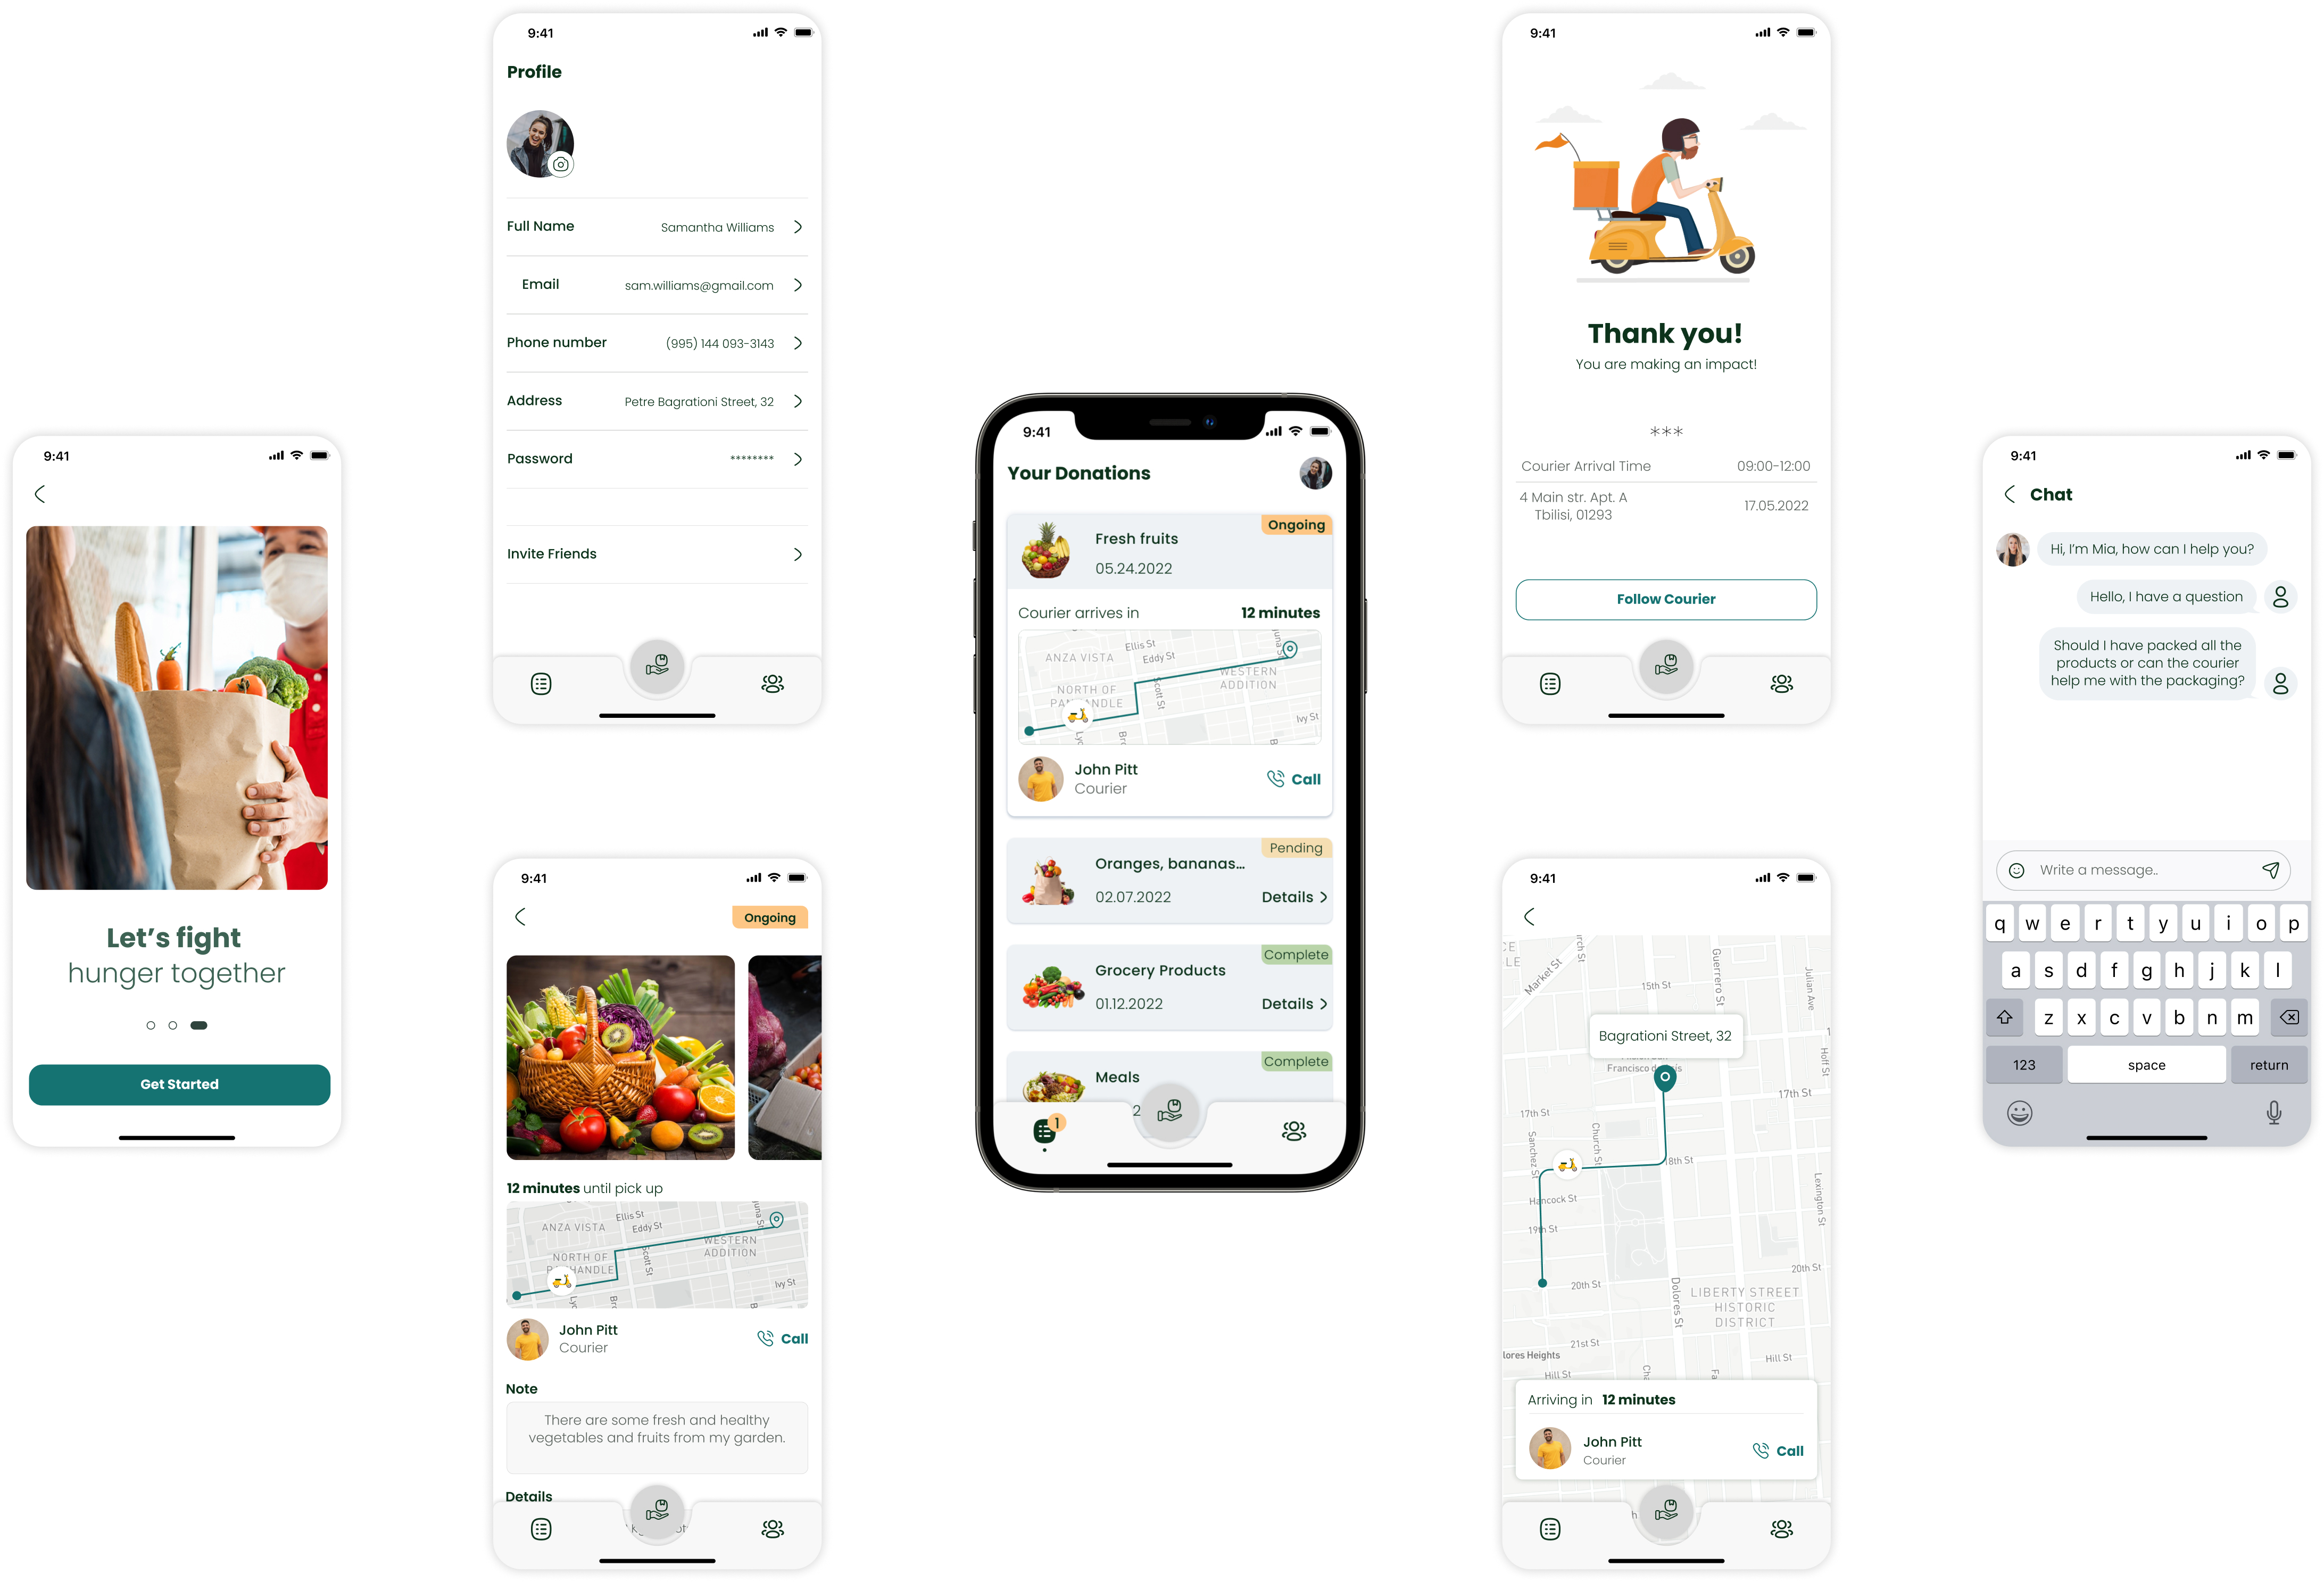 9:41
Let's fight
hunger together
Get Started
9:41
Profile
Full Name Samantha Williams
Email sam.williams@gmail.com
Phone number (995) 144 093-3143
Address Petre Bagrationi Street, 32
Password ********
Invite Friends
9:41
Ongoing
12 minutes until pick up
ANZA VISTA
Ellis St
Eddy St
NORTH OF
WESTERN
ADDITION
Scott St
Ivy St
John Pitt
Courier
Call
Note
There are some fresh and healthy
vegetables and fruits from my garden.
Details
9:41
Your Donations
Ongoing
Fresh fruits
05.24.2022
Courier arrives in 12 minutes
ANZA VISTA
Ellis St
Eddy St
NORTH OF
WESTERN
ADDITION
Scott St
Ivy St
John Pitt
Courier
Call
Pending
Oranges, bananas...
02.07.2022 Details
Complete
Grocery Products
01.12.2022 Details
Complete
Meals
2
1
9:41
Thank you!
You are making an impact!
***
Courier Arrival Time 09:00-12:00
4 Main str. Apt. A
Tbilisi, 01293
17.05.2022
Follow Courier
9:41
Market St
Guerrero St
Julian Ave
15th St
Bagrationi Street, 32
17th St
17th St
Sanchez St
Church St
18th St
Hancock St
19th St
Lexington St
20th St
20th St
Dolores St
LIBERTY STREET
HISTORIC
DISTRICT
21st St
lores Heights
Hill St
Hill St
Arriving in 12 minutes
John Pitt
Courier
Call
9:41
Chat
Hi, I'm Mia, how can I help you?
Hello, I have a question
Should I have packed all the
products or can the courier
help me with the packaging?
Write a message..
q w e r t y u i o p
a s d f g h j k l
z x c v b n m
123 space return